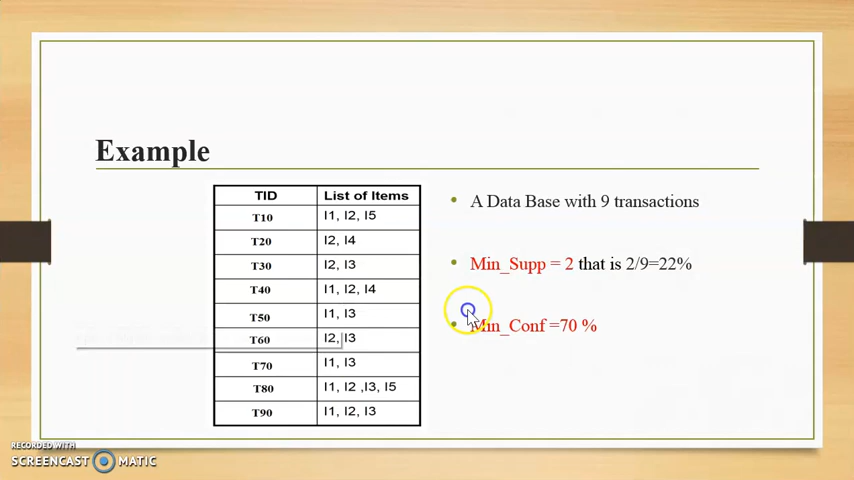 Example
TID List of Items
T10 I1, I2, I5
T20 I2, I4
T30 I2, I3
T40 I1, I2, I4
T50 I1, I3
T60 I2, I3
T70 I1, I3
T80 I1, I2 ,I3, I5
T90 I1, I2, I3
• A Data Base with 9 transactions
• Min_Supp = 2 that is 2/9=22%
• Min_Conf =70 %
RECORDED WITH
SCREENCAST MATIC